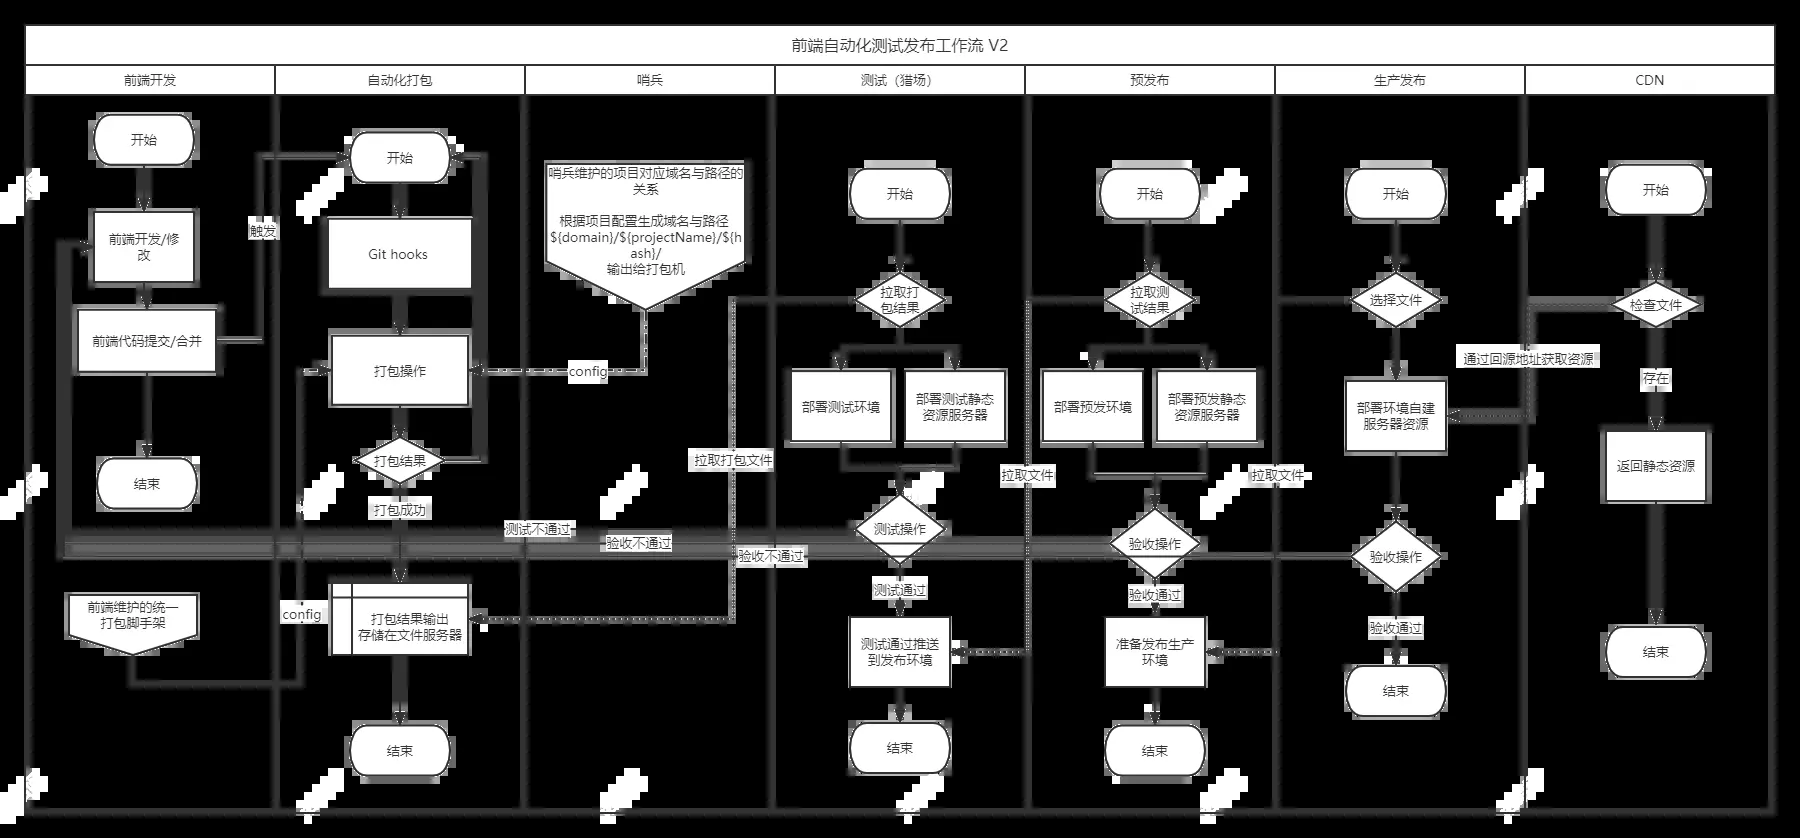 前端自动化测试发布工作流 V2
前端开发
自动化打包
哨兵
测试（猎场）
预发布
生产发布
CDN
开始
前端开发/修
改
前端代码提交/合并
结束
前端维护的统一
打包脚手架
触发
开始
Git hooks
打包操作
打包结果
打包成功
config
打包结果输出
存储在文件服务器
结束
哨兵维护的项目对应域名与路径的
关系
根据项目配置生成域名与路径
${domain}/${projectName}/${h
ash}/
输出给打包机
config
测试不通过
验收不通过
验收不通过
拉取打包文件
开始
拉取打
包结果
部署测试环境
部署测试静态
资源服务器
测试操作
测试通过
测试通过推送
到发布环境
结束
拉取文件
开始
拉取测
试结果
部署预发环境
部署预发静态
资源服务器
验收操作
验收通过
准备发布生产
环境
结束
拉取文件
开始
选择文件
部署环境自建
服务器资源
验收操作
验收通过
结束
通过回源地址获取资源
开始
检查文件
存在
返回静态资源
结束